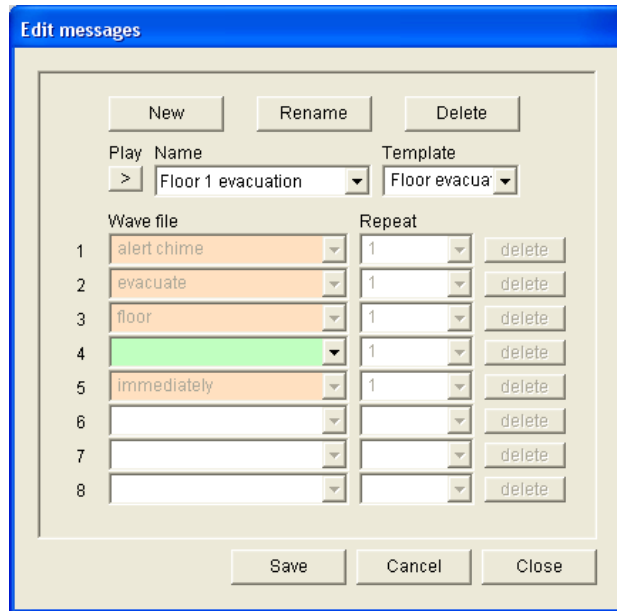 Edit messages
New Rename Delete
Play Name Template
> Floor 1 evacuation Floor evacua
Wave file Repeat
1 alert chime 1 delete
2 evacuate 1 delete
3 floor 1 delete
4 1 delete
5 immediately 1 delete
6 delete
7 delete
8 delete
Save Cancel Close